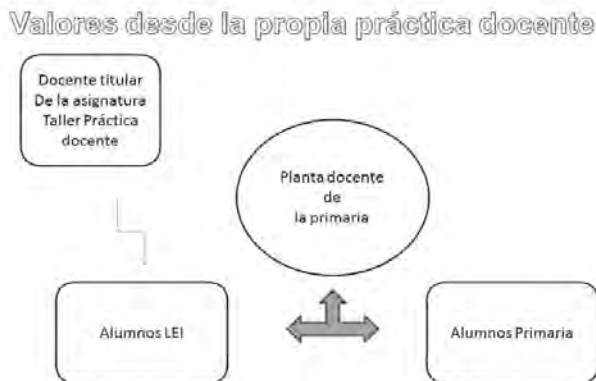 Valores desde la propia práctica docente
Docente titular
De la asignatura
Taller Práctica
docente
Planta docente
de
la primaria
Alumnos LEI
Alumnos Primaria